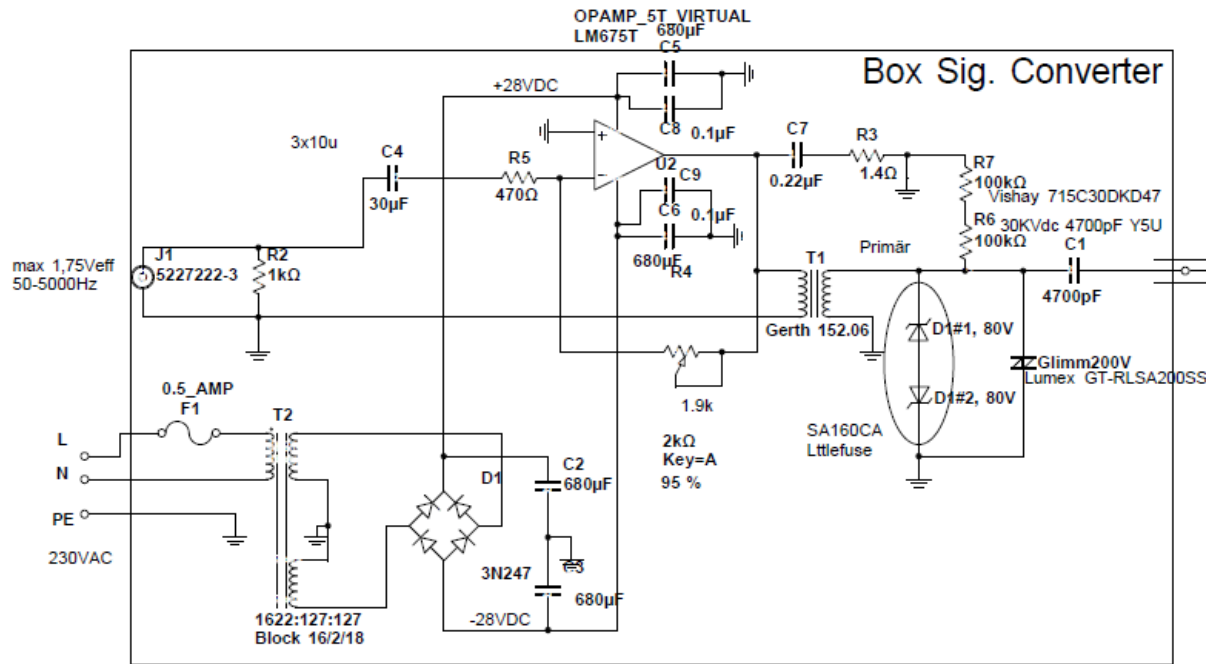 OPAMP_5T_VIRTUAL
680µF
LM675T
C5
Box Sig. Converter
+28VDC
C8 0.1µF
C7
R3
3x10u
C4
R5
U2
R7
470Ω
C9
0.22µF
1.4Ω
100kΩ
Vishay 715C30DKD47
30µF
C6 0.1µF
R6 30KVdc 4700pF Y5U
100kΩ
Primär
C1
J1
680µF
R4
T1
max 1,75Veff
50-5000Hz
5227222-3
R2
1kΩ
4700pF
Gerth 152.06
D1#1, 80V
Glimm200V
Lumex GT-RLSA200SS
0.5_AMP
F1
T2
1.9k
D1#2, 80V
L
SA160CA
Lttlefuse
N
2kΩ
Key=A
95 %
D1
C2
680µF
PE
230VAC
3N247
C3
680µF
1622:127:127
Block 16/2/18
-28VDC
+
−